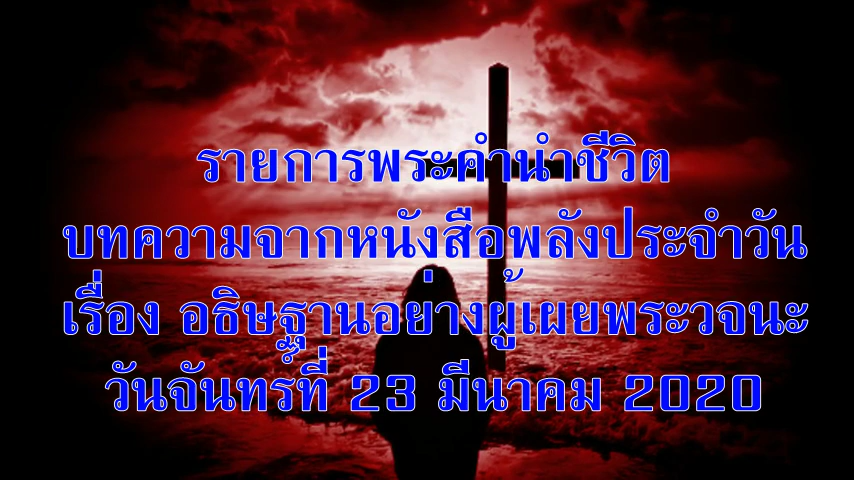 รายการพระคำนำชีวิต
บทความจากหนังสือพลังประจำวัน
เรื่อง อธิษฐานอย่างผู้เผยพระวจนะ
วันจันทร์ที่ 23 มีนาคม 2020